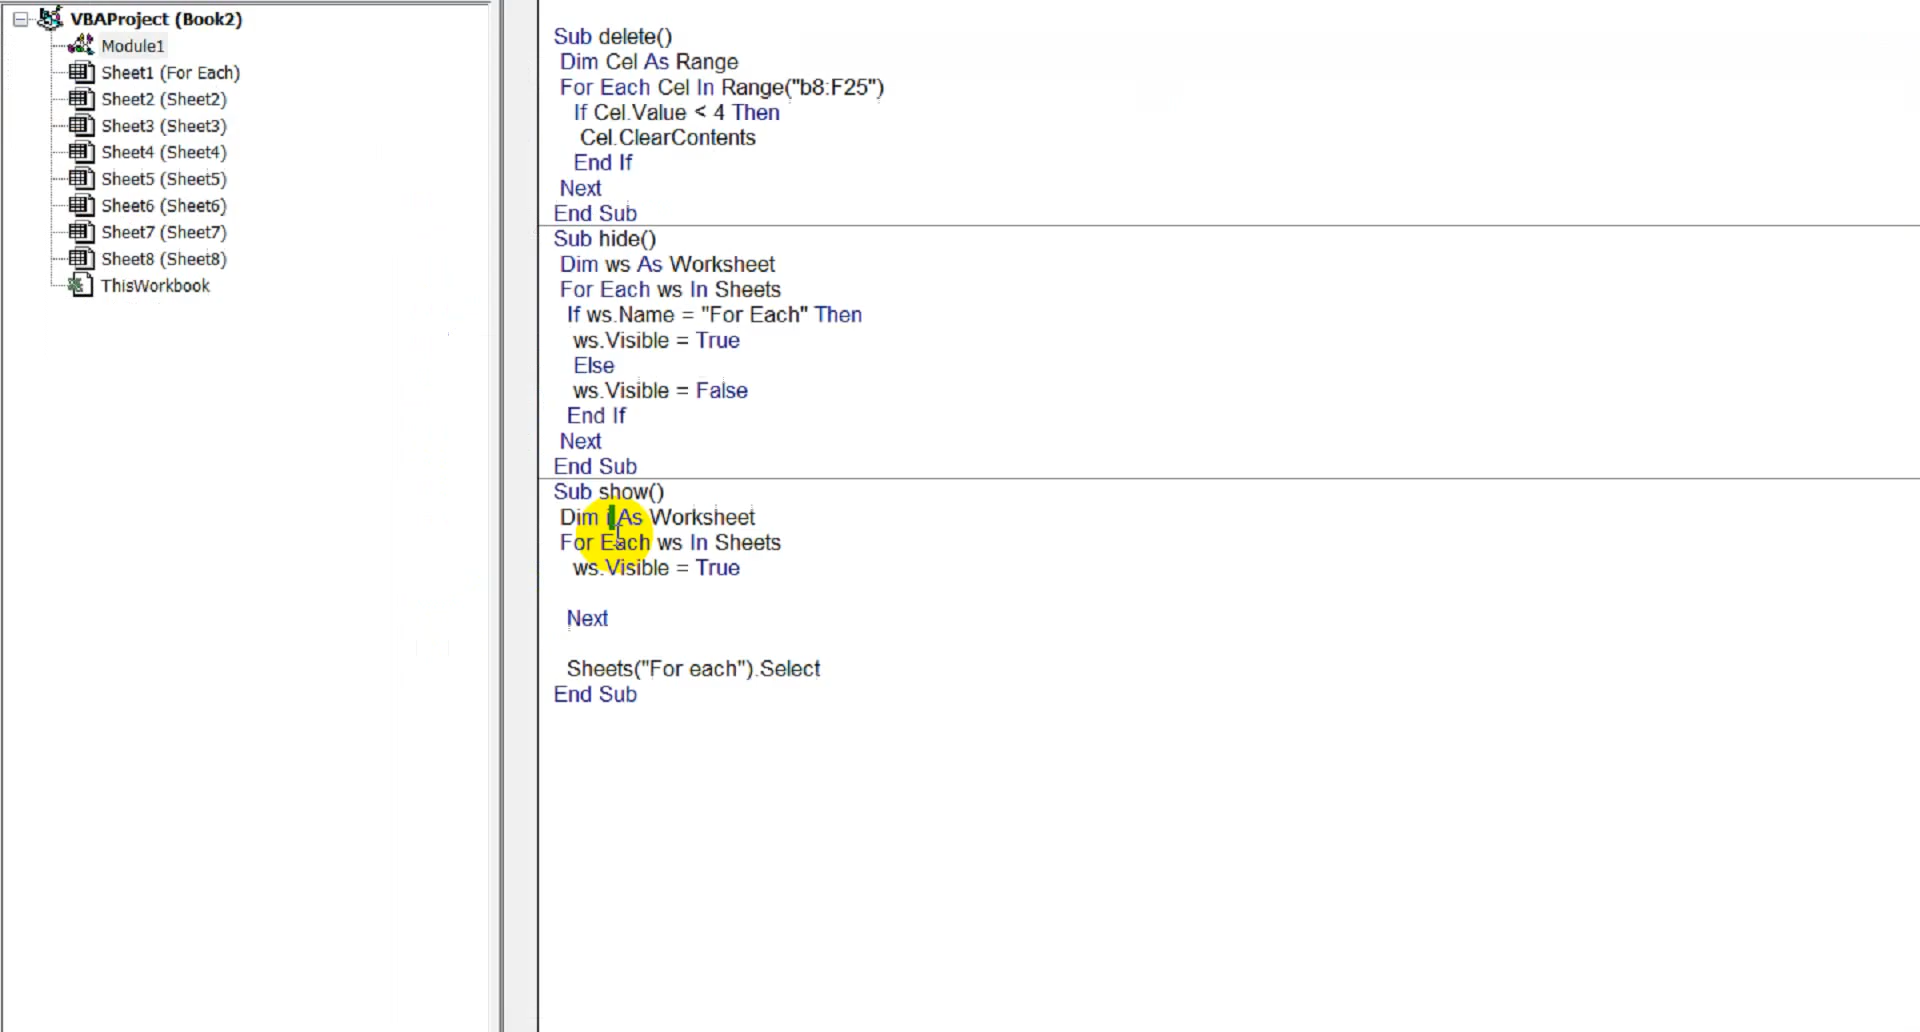 VBAProject (Book2)
Module1
Sheet1 (For Each)
Sheet2 (Sheet2)
Sheet3 (Sheet3)
Sheet4 (Sheet4)
Sheet5 (Sheet5)
Sheet6 (Sheet6)
Sheet7 (Sheet7)
Sheet8 (Sheet8)
ThisWorkbook
Sub delete()
Dim Cel As Range
For Each Cel In Range("b8:F25")
If Cel.Value < 4 Then
Cel.ClearContents
End If
Next
End Sub
Sub hide()
Dim ws As Worksheet
For Each ws In Sheets
If ws.Name = "For Each" Then
ws.Visible = True
Else
ws.Visible = False
End If
Next
End Sub
Sub show()
Dim i As Worksheet
For Each ws In Sheets
ws.Visible = True
Next
Sheets("For each").Select
End Sub